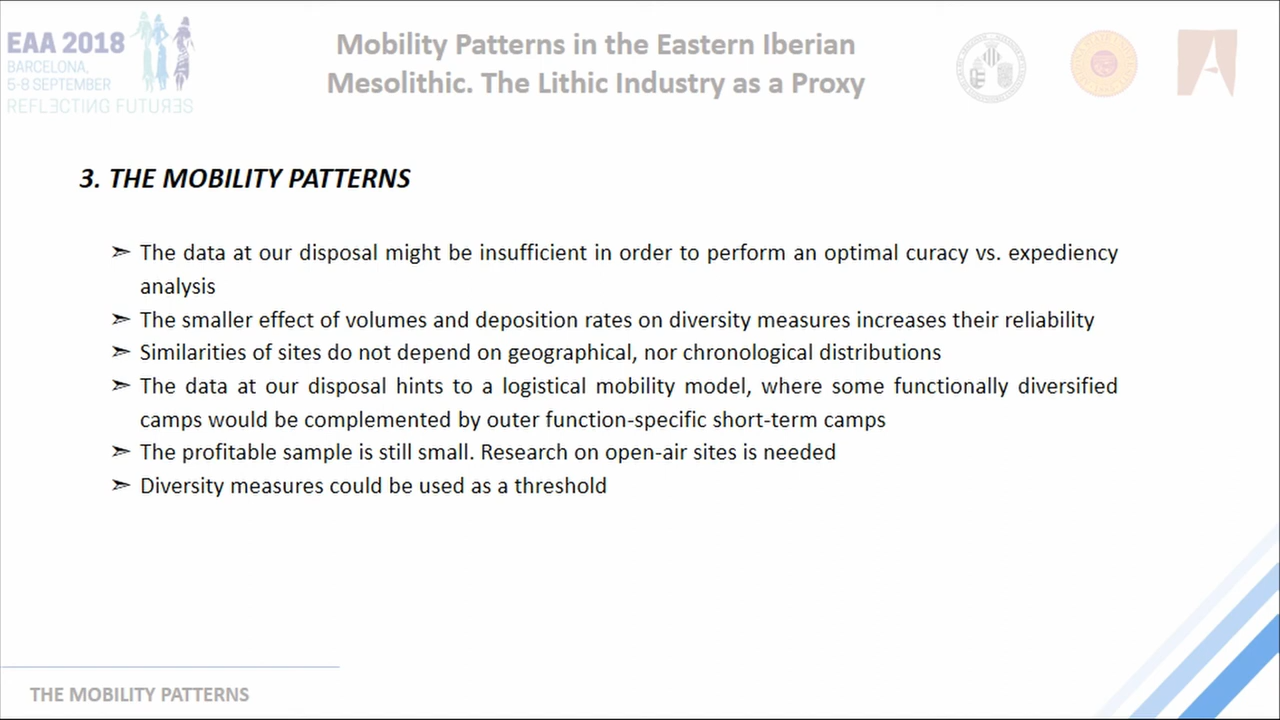 EAA 2018
BARCELONA,
5-8 SEPTEMBER
REFLECTING FUTURES
Mobility Patterns in the Eastern Iberian
Mesolithic. The Lithic Industry as a Proxy
3. THE MOBILITY PATTERNS
➣ The data at our disposal might be insufficient in order to perform an optimal curacy vs. expediency
analysis
➣ The smaller effect of volumes and deposition rates on diversity measures increases their reliability
➣ Similarities of sites do not depend on geographical, nor chronological distributions
➣ The data at our disposal hints to a logistical mobility model, where some functionally diversified
camps would be complemented by outer function-specific short-term camps
➣ The profitable sample is still small. Research on open-air sites is needed
➣ Diversity measures could be used as a threshold
THE MOBILITY PATTERNS